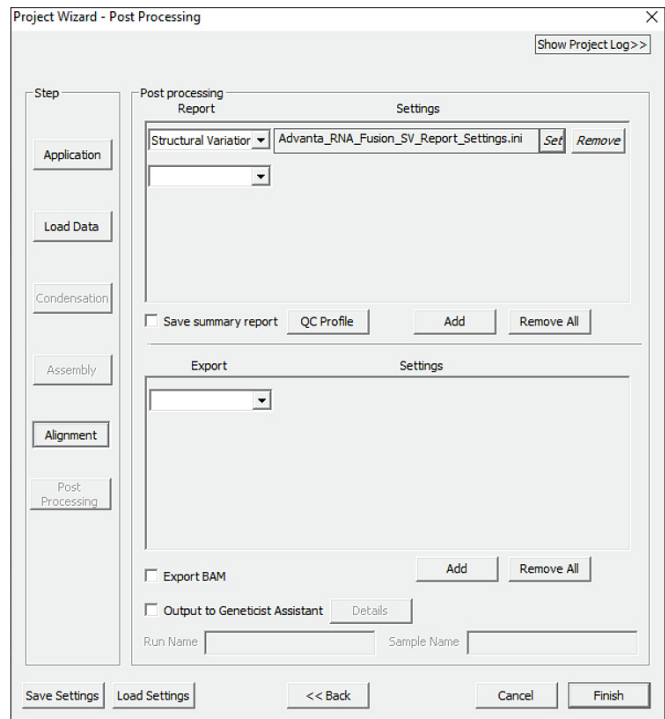 Project Wizard - Post Processing
Show Project Log>>
Step
Post processing
Report Settings
Application
Structural Variation Advanta_RNA_Fusion_SV_Report_Settings.ini Set Remove
Load Data
Condensation
Save summary report QC Profile Add Remove All
Assembly
Export Settings
Alignment
Post
Processing
Export BAM Add Remove All
Output to Geneticist Assistant Details
Run Name Sample Name
Save Settings Load Settings << Back Cancel Finish